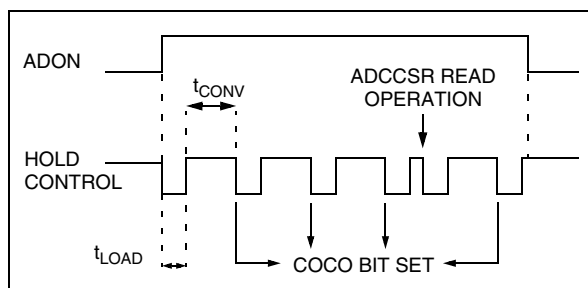 ADON
ADCCSR READ
OPERATION
tCONV
HOLD
CONTROL
tLOAD
COCO BIT SET